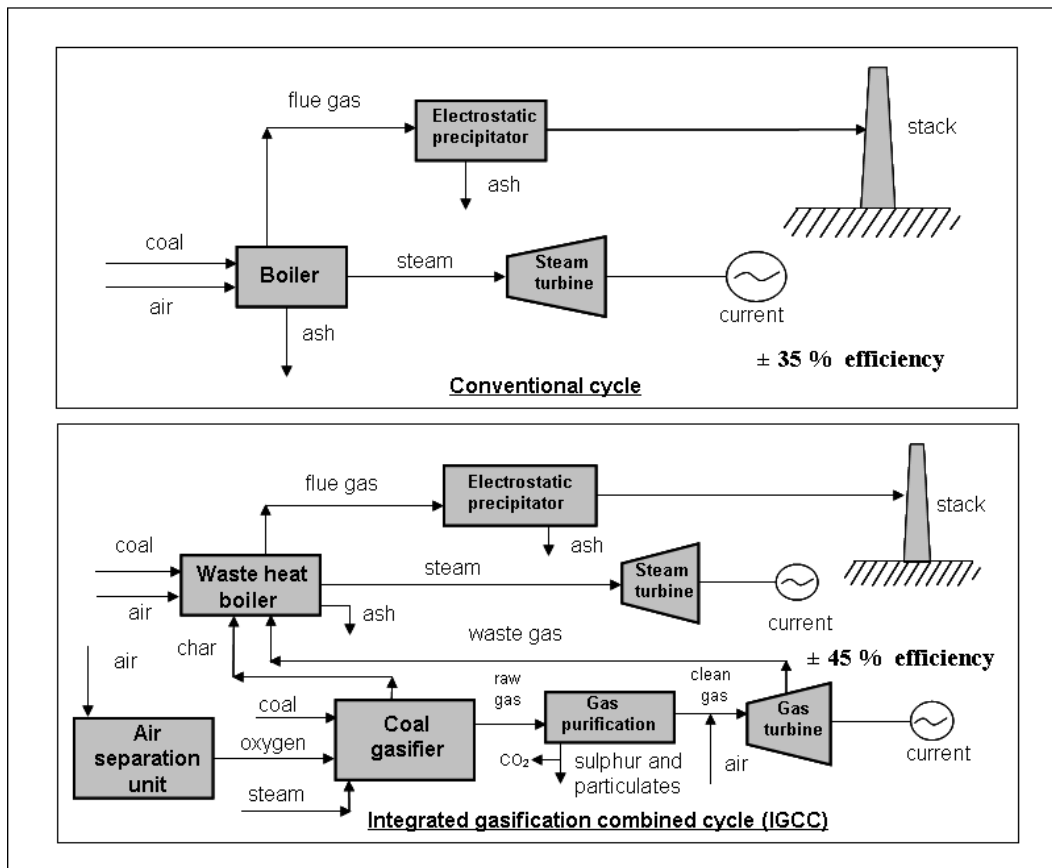 flue gas
Electrostatic
precipitator
stack
ash
coal
steam
Steam
turbine
Boiler
air
current
ash
± 35 % efficiency
Conventional cycle
flue gas
Electrostatic
precipitator
stack
coal
ash
steam
Steam
turbine
Waste heat
boiler
air
ash
current
char
waste gas
± 45 % efficiency
air
raw
gas
clean
gas
coal
Coal
gasifier
Gas
purification
Gas
turbine
Air
separation
unit
oxygen
CO₂
sulphur and
particulates
air
current
steam
Integrated gasification combined cycle (IGCC)